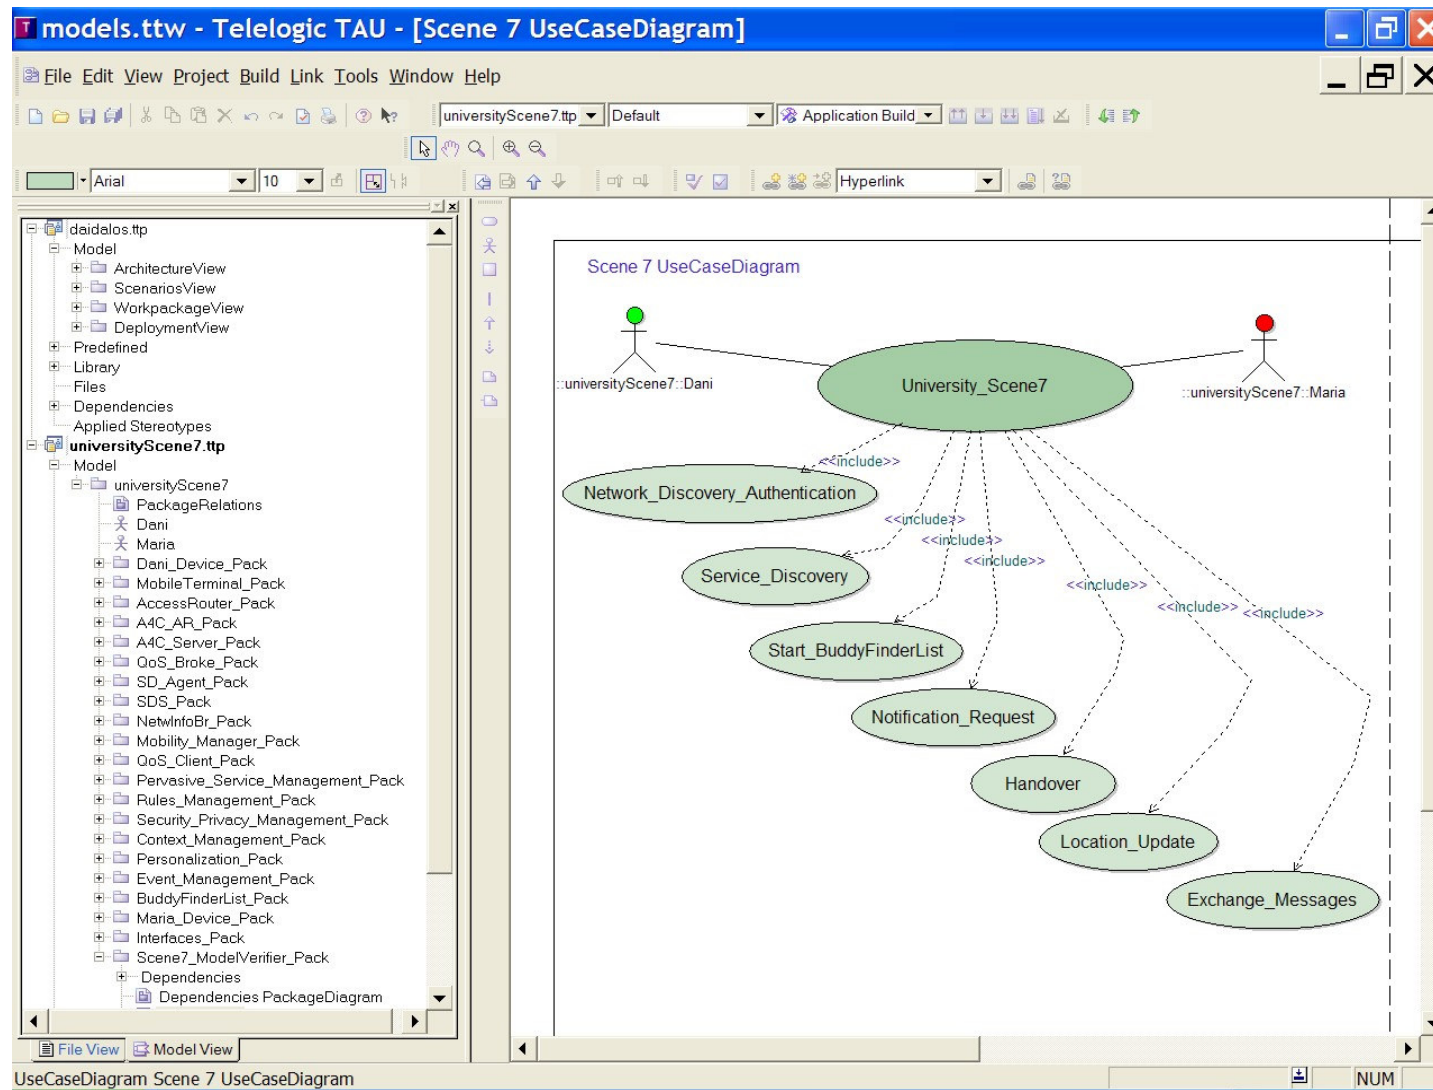 models.ttw - Telelogic TAU - [Scene 7 UseCaseDiagram]
File Edit View Project Build Link Tools Window Help
universityScene7.ttp Default Application Build
Arial 10 Hyperlink
daidalos.ttp
Model
ArchitectureView
ScenariosView
WorkpackageView
DeploymentView
Predefined
Library
Files
Dependencies
Applied Stereotypes
universityScene7.ttp
Model
universityScene7
PackageRelations
Dani
Maria
Dani_Device_Pack
MobileTerminal_Pack
AccessRouter_Pack
A4C_AR_Pack
A4C_Server_Pack
QoS_Broke_Pack
SD_Agent_Pack
SDS_Pack
NetwInfoBr_Pack
Mobility_Manager_Pack
QoS_Client_Pack
Pervasive_Service_Management_Pack
Rules_Management_Pack
Security_Privacy_Management_Pack
Context_Management_Pack
Personalization_Pack
Event_Management_Pack
BuddyFinderList_Pack
Maria_Device_Pack
Interfaces_Pack
Scene7_ModelVerifier_Pack
Dependencies
Dependencies PackageDiagram
File View Model View
Scene 7 UseCaseDiagram
::universityScene7::Dani
University_Scene7
::universityScene7::Maria
<<include>>
Network_Discovery_Authentication
<<include>>
<<include>>
<<include>>
Service_Discovery
<<include>>
<<include>>
<<include>>
Start_BuddyFinderList
Notification_Request
Handover
Location_Update
Exchange_Messages
UseCaseDiagram Scene 7 UseCaseDiagram
NUM